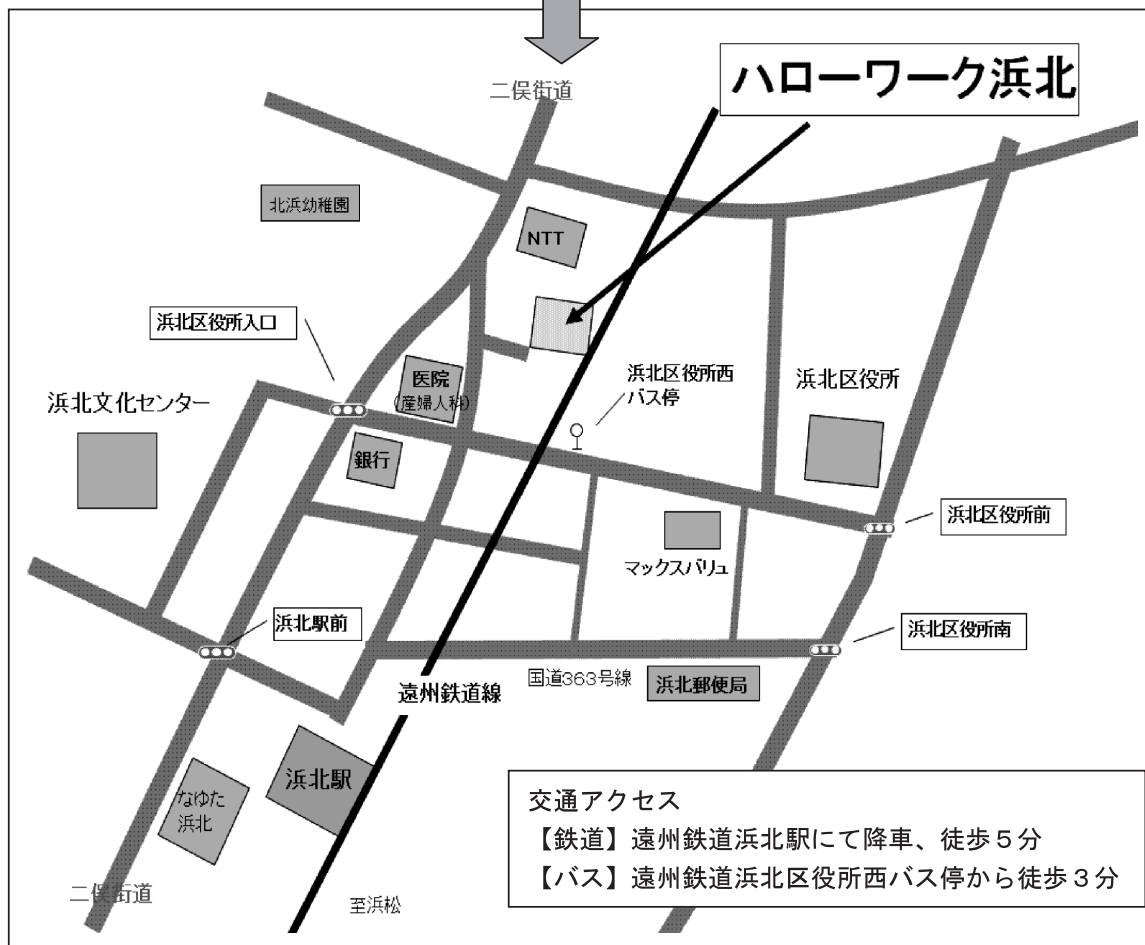 ハローワーク浜北
二俣街道
北浜幼稚園
NTT
浜北区役所入口
浜北文化センター
医院
(産婦人科)
浜北区役所西
バス停
浜北区役所
銀行
浜北区役所前
マックスバリュ
浜北駅前
浜北区役所南
国道363号線
浜北郵便局
遠州鉄道線
浜北駅
なゆた
浜北
二俣街道
至浜松
交通アクセス
【鉄道】遠州鉄道浜北駅にて降車、徒歩5分
【バス】遠州鉄道浜北区役所西バス停から徒歩3分